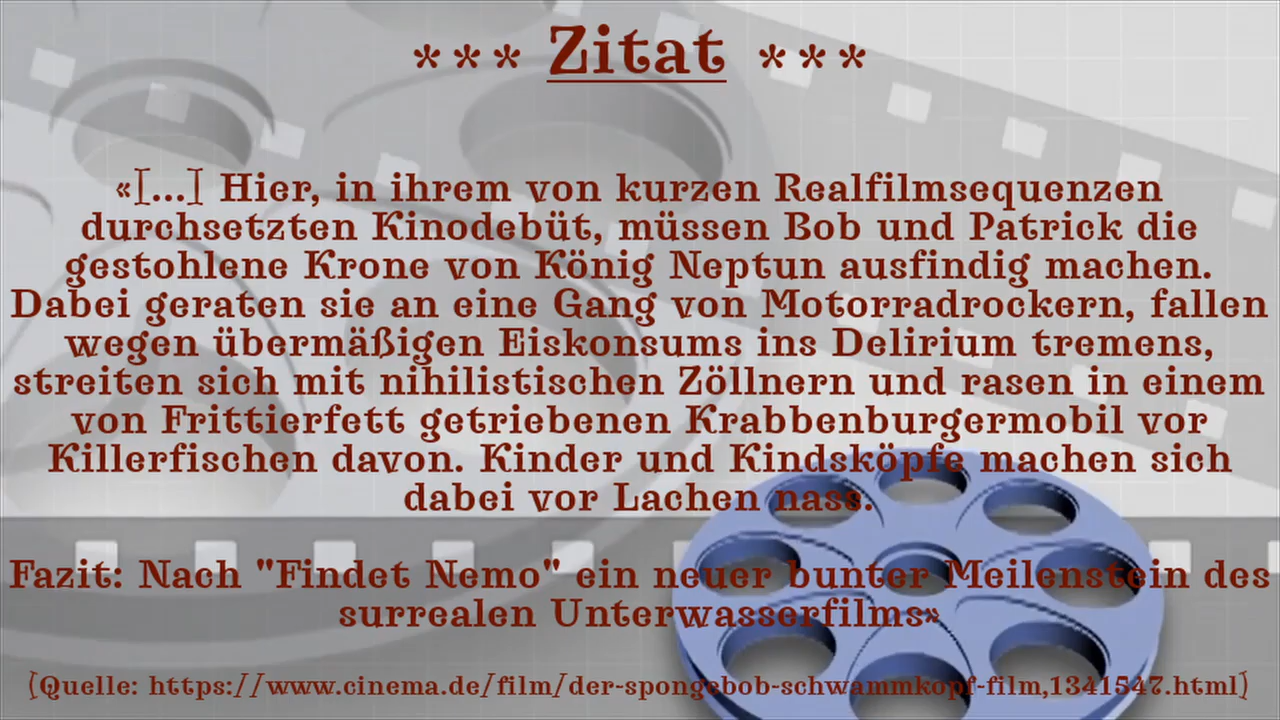 *** Zitat ***
«[...] Hier, in ihrem von kurzen Realfilmsequenzen
durchsetzten Kinodebüt, müssen Bob und Patrick die
gestohlene Krone von König Neptun ausfindig machen.
Dabei geraten sie an eine Gang von Motorradrockern, fallen
wegen übermäßigen Eiskonsums ins Delirium tremens,
streiten sich mit nihilistischen Zöllnern und rasen in einem
von Frittierfett getriebenen Krabbenburgermobil vor
Killerfischen davon. Kinder und Kindsköpfe machen sich
dabei vor Lachen nass.
Fazit: Nach "Findet Nemo" ein neuer bunter Meilenstein des
surrealen Unterwasserfilms»
(Quelle: https://www.cinema.de/film/der-spongebob-schwammkopf-film,1341547.html)